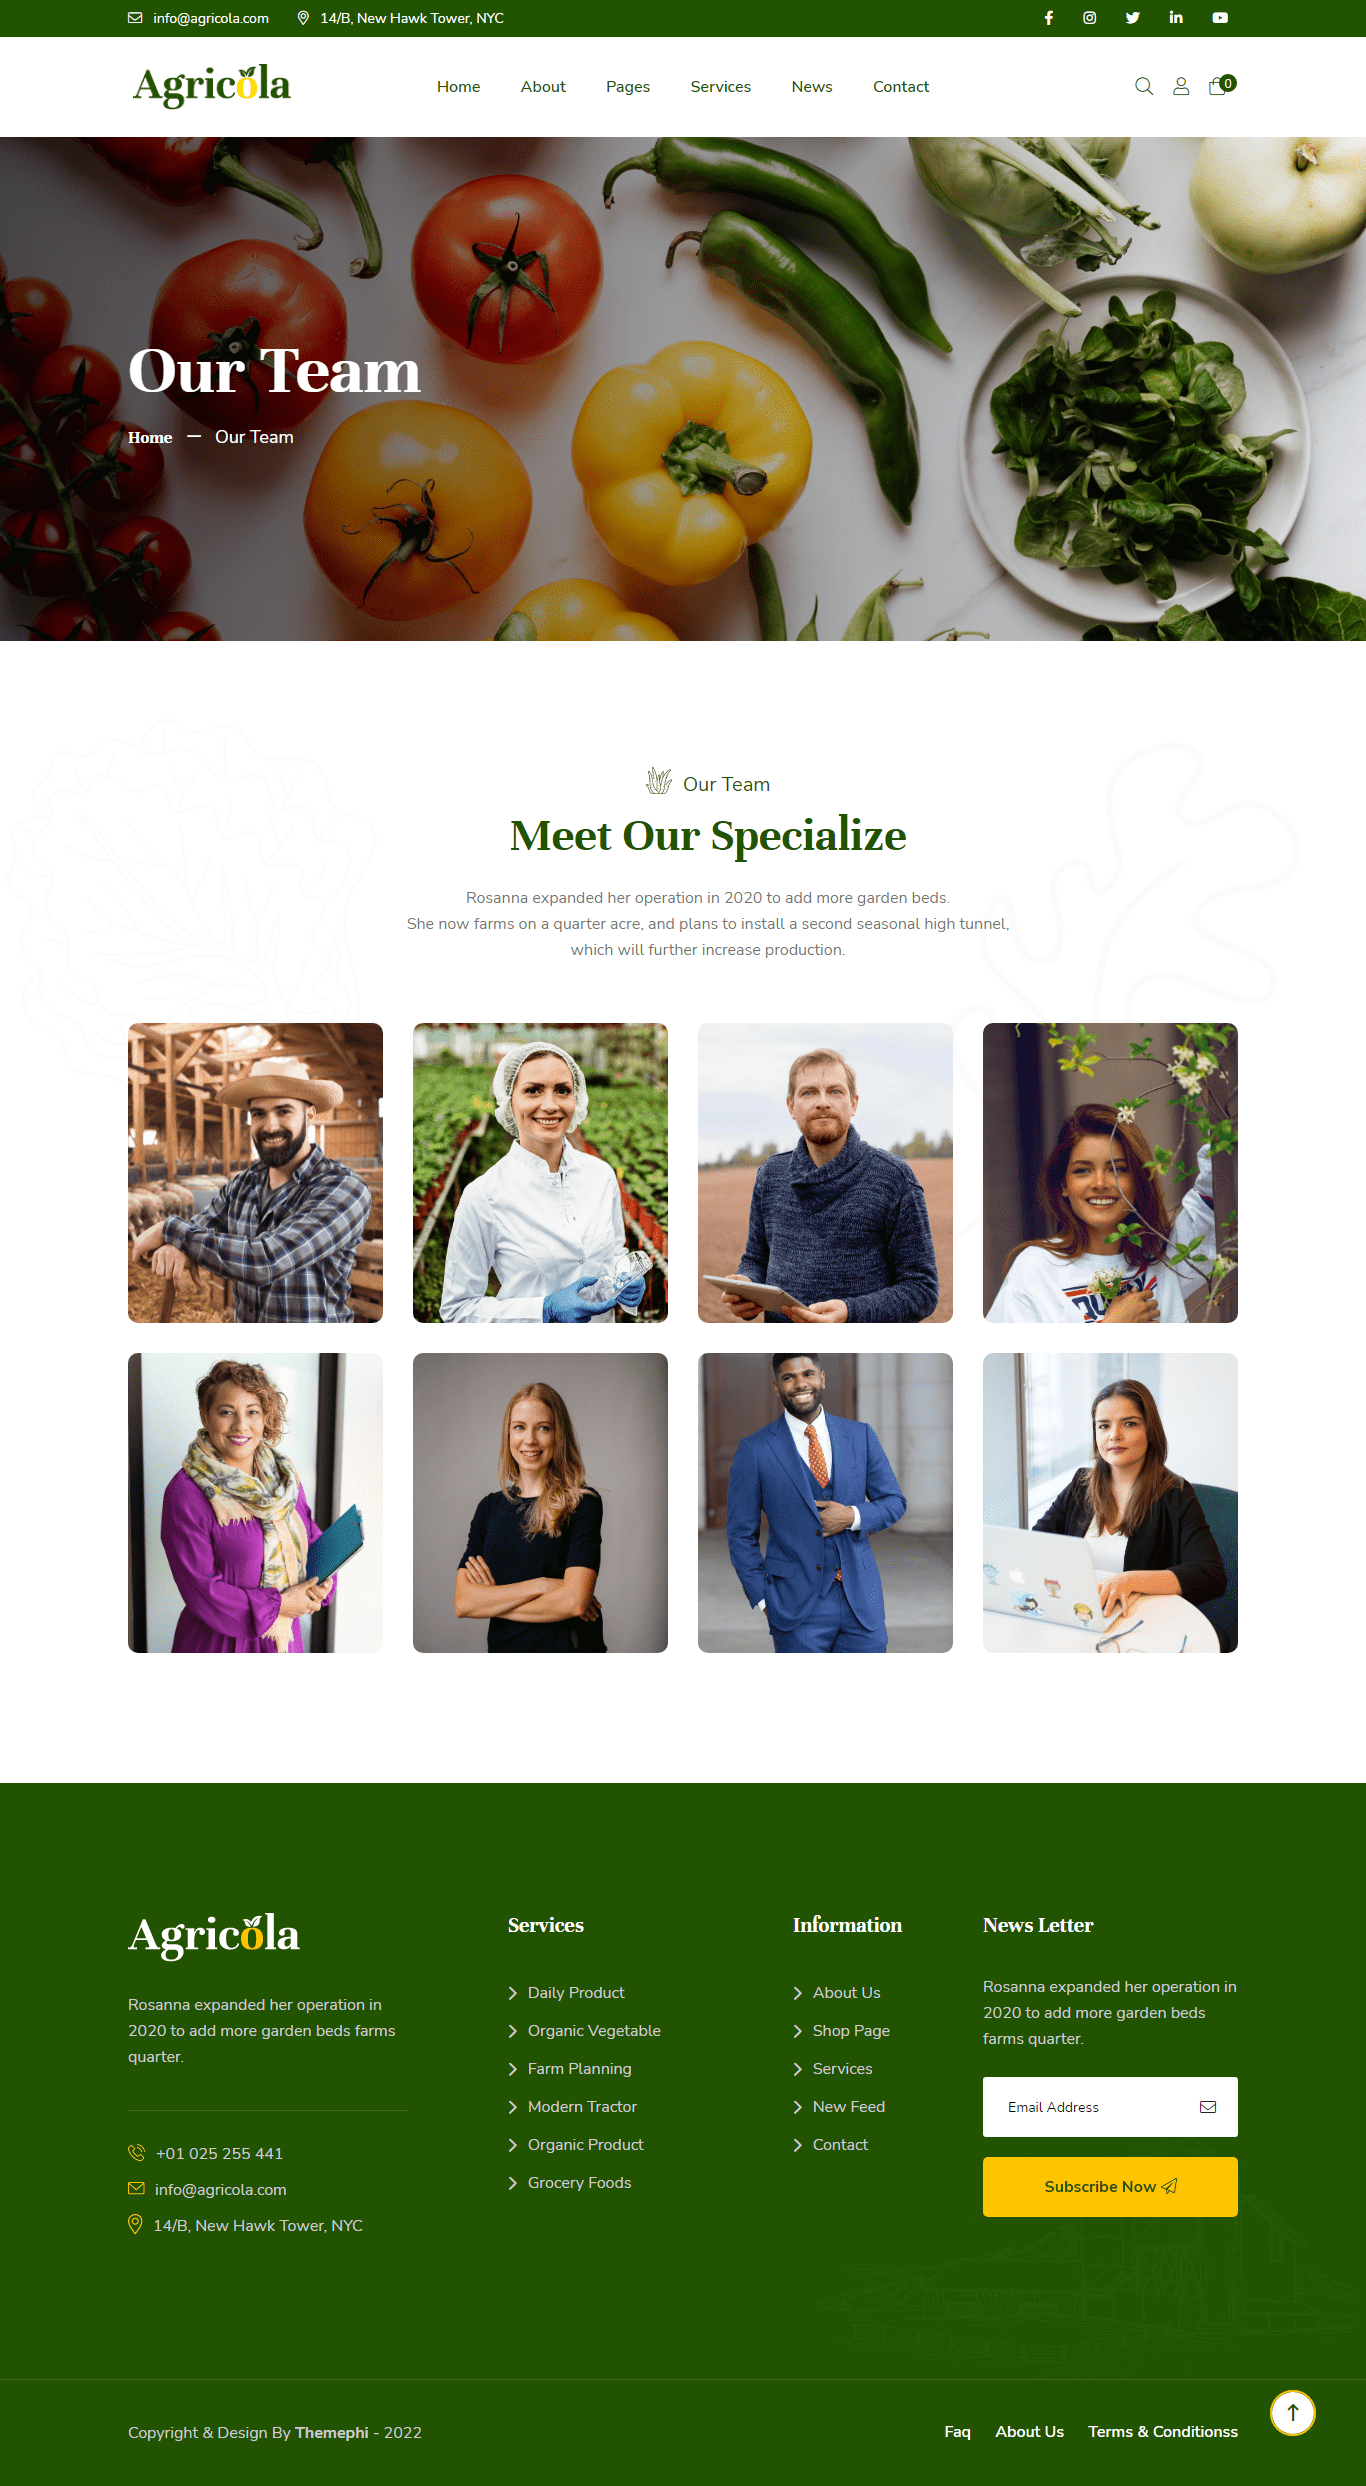 info@agricola.com
14/B, New Hawk Tower, NYC
Agricola
Home
About
Pages
Services
News
Contact
0
Our Team
Home — Our Team
Our Team
Meet Our Specialize
Rosanna expanded her operation in 2020 to add more garden beds.
She now farms on a quarter acre, and plans to install a second seasonal high tunnel,
which will further increase production.
Agricola
Rosanna expanded her operation in
2020 to add more garden beds farms
quarter.
+01 025 255 441
info@agricola.com
14/B, New Hawk Tower, NYC
Services
Daily Product
Organic Vegetable
Farm Planning
Modern Tractor
Organic Product
Grocery Foods
Information
About Us
Shop Page
Services
New Feed
Contact
News Letter
Rosanna expanded her operation in
2020 to add more garden beds
farms quarter.
Email Address
Subscribe Now
Copyright & Design By Themephi - 2022
Faq
About Us
Terms & Conditionss